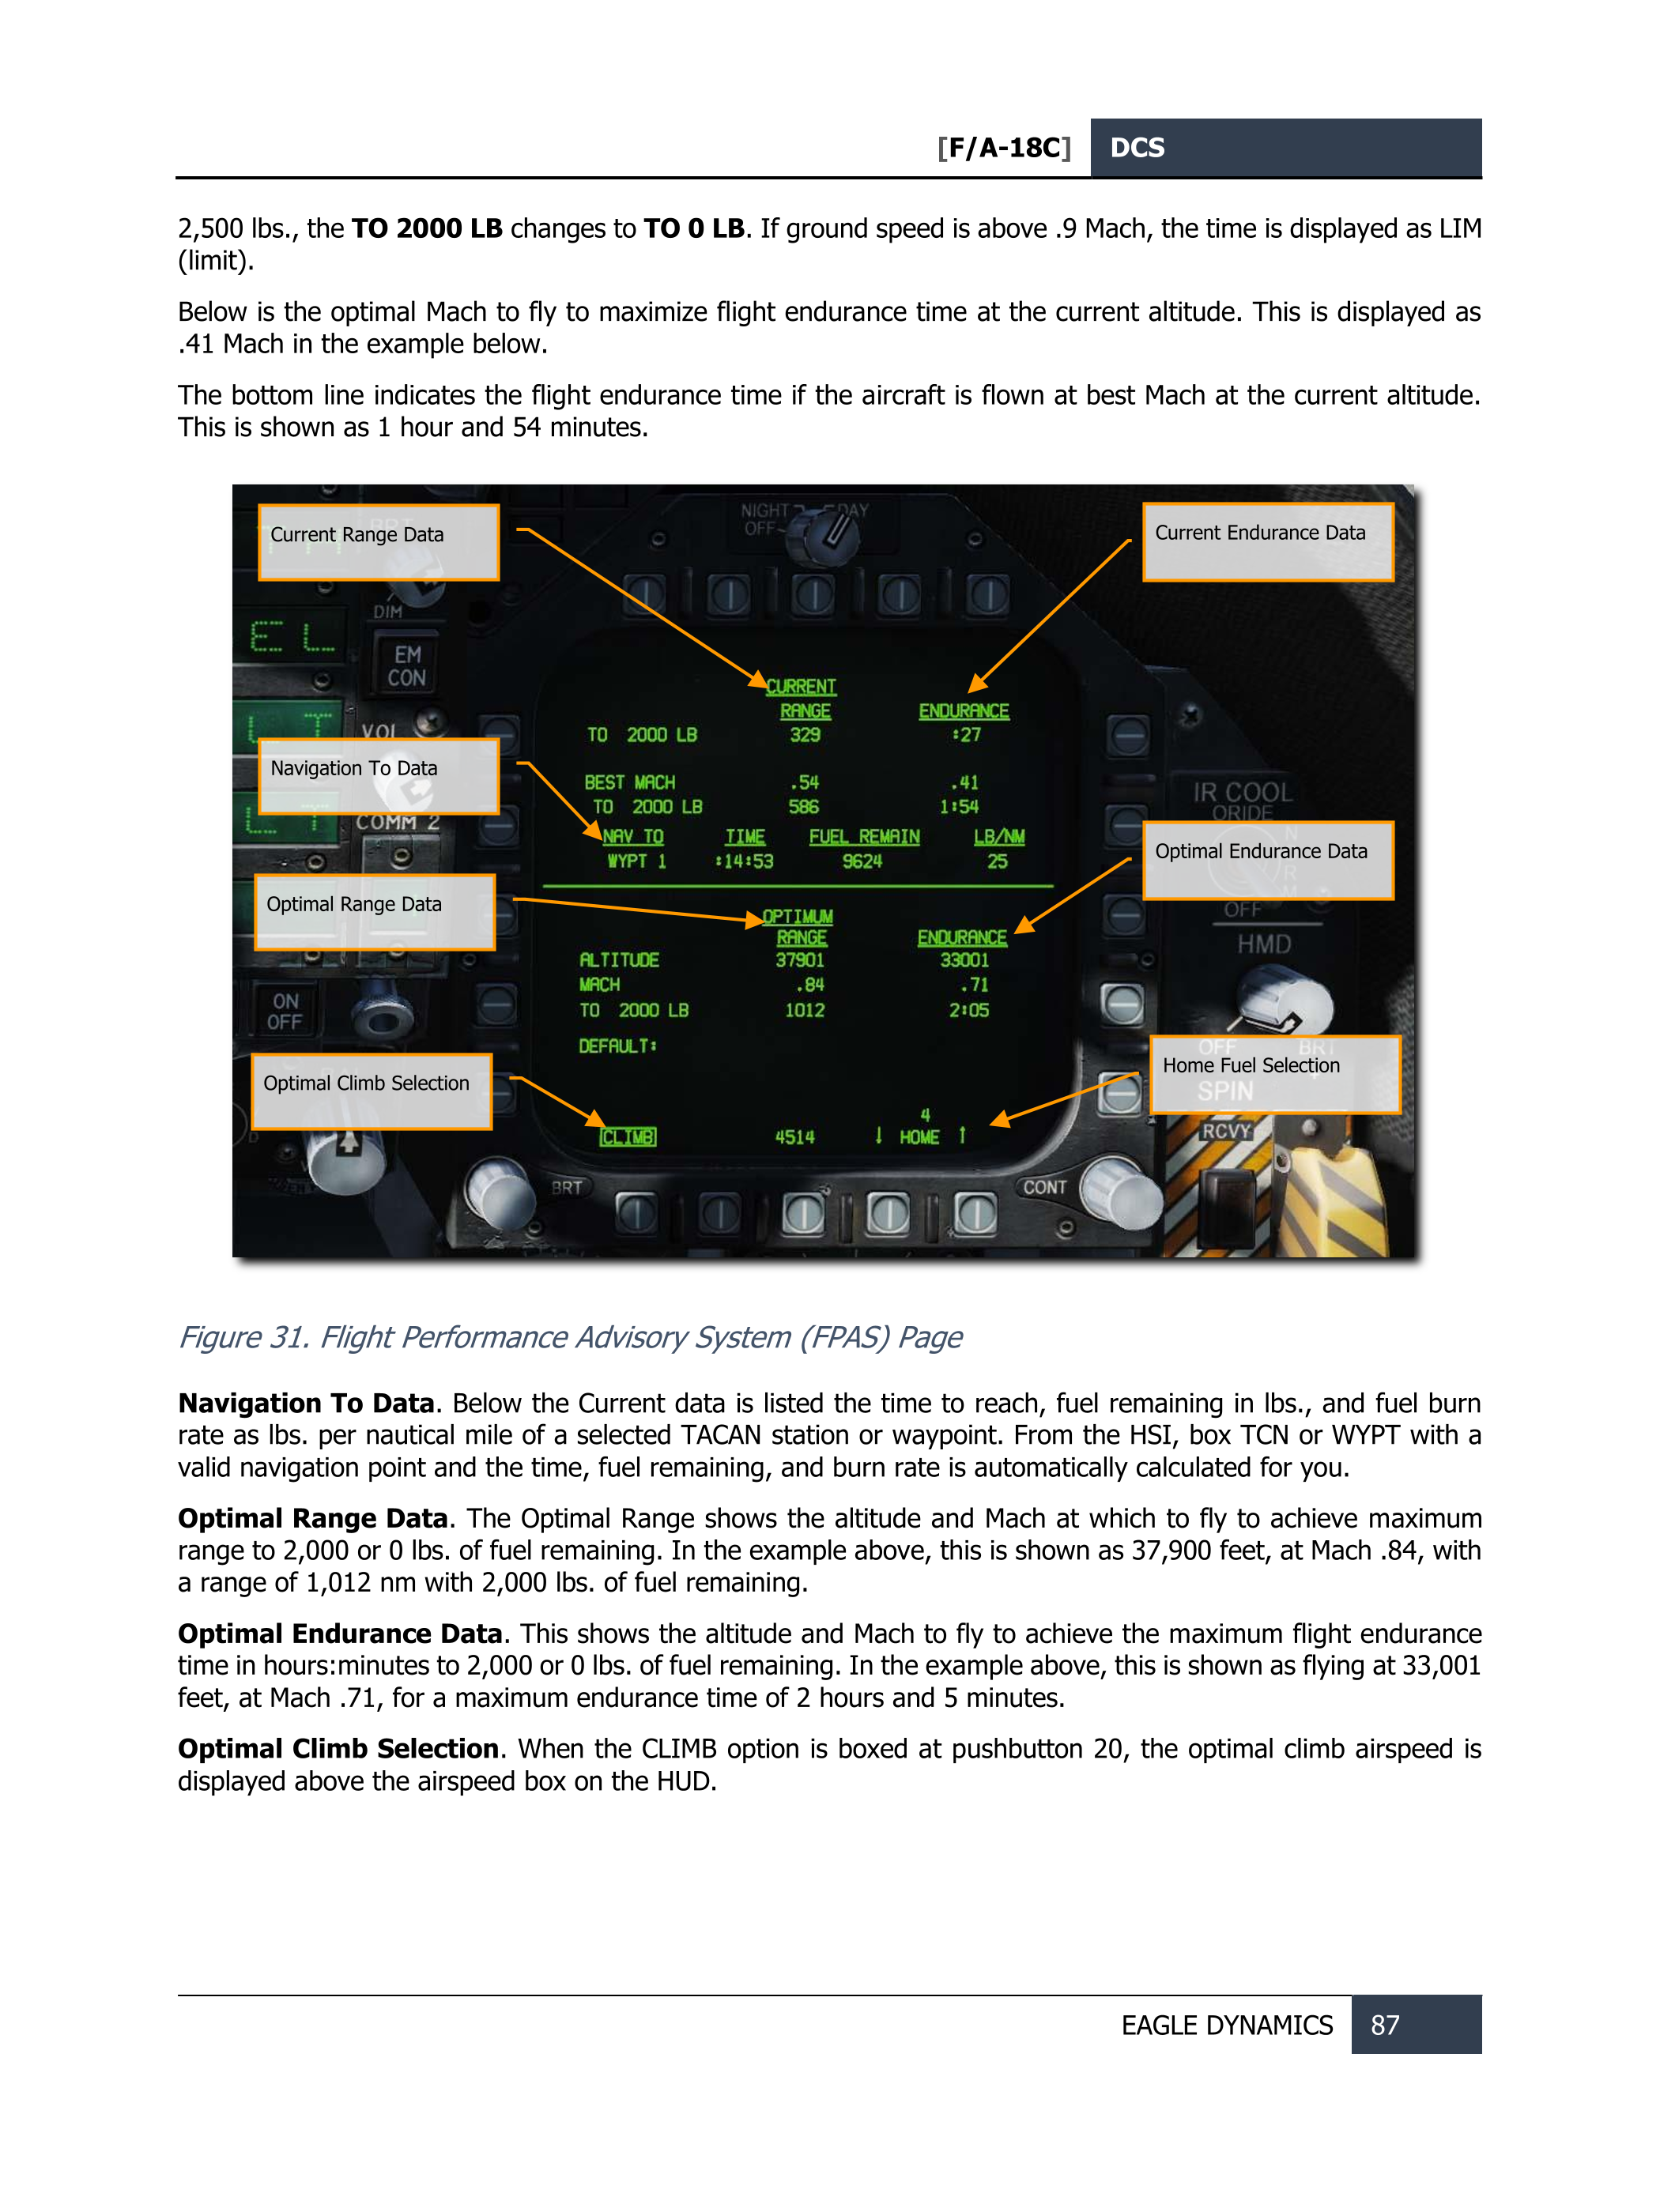 [F/A-18C] DCS
2,500 lbs., the TO 2000 LB changes to TO 0 LB. If ground speed is above .9 Mach, the time is displayed as LIM
(limit).
Below is the optimal Mach to fly to maximize flight endurance time at the current altitude. This is displayed as
.41 Mach in the example below.
The bottom line indicates the flight endurance time if the aircraft is flown at best Mach at the current altitude.
This is shown as 1 hour and 54 minutes.
Current Range Data
NIGHT DAY
OFF
Current Endurance Data
DIM
EL
EM
CON
CURRENT
RANGE ENDURANCE
TO 2000 LB 329 :27
VOL
LT
Navigation To Data
BEST MACH .54 .41
TO 2000 LB 586 1:54
IR COOL
ORIDE
COMM 2
LT
NAV TO TIME FUEL REMAIN LB/NM
WYPT 1 :14:53 9624 25
Optimal Endurance Data
Optimal Range Data
OFF
HMD
OPTIMUM
RANGE ENDURANCE
ALTITUDE 37901 33001
MACH .84 .71
TO 2000 LB 1012 2:05
ON
OFF
DEFAULT:
OFF BRT
Home Fuel Selection
Optimal Climb Selection
SPIN
RCVY
4
CLIMB 4514 ↓ HOME ↑
BRT CONT
Figure 31. Flight Performance Advisory System (FPAS) Page
Navigation To Data. Below the Current data is listed the time to reach, fuel remaining in lbs., and fuel burn
rate as lbs. per nautical mile of a selected TACAN station or waypoint. From the HSI, box TCN or WYPT with a
valid navigation point and the time, fuel remaining, and burn rate is automatically calculated for you.
Optimal Range Data. The Optimal Range shows the altitude and Mach at which to fly to achieve maximum
range to 2,000 or 0 lbs. of fuel remaining. In the example above, this is shown as 37,900 feet, at Mach .84, with
a range of 1,012 nm with 2,000 lbs. of fuel remaining.
Optimal Endurance Data. This shows the altitude and Mach to fly to achieve the maximum flight endurance
time in hours:minutes to 2,000 or 0 lbs. of fuel remaining. In the example above, this is shown as flying at 33,001
feet, at Mach .71, for a maximum endurance time of 2 hours and 5 minutes.
Optimal Climb Selection. When the CLIMB option is boxed at pushbutton 20, the optimal climb airspeed is
displayed above the airspeed box on the HUD.
EAGLE DYNAMICS 87